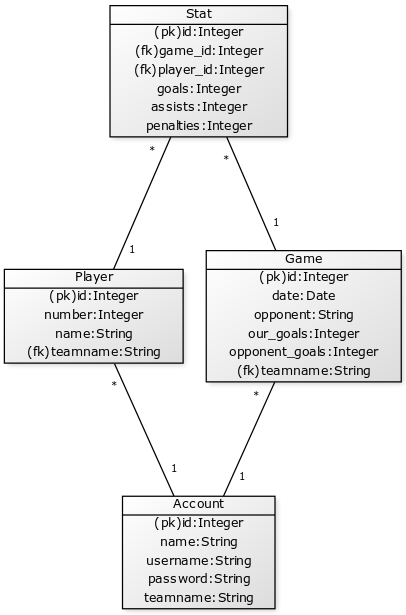 Stat
(pk)id:Integer
(fk)game_id:Integer
(fk)player_id:Integer
goals:Integer
assists:Integer
penalties:Integer
*
*
1
1
Player
(pk)id:Integer
number:Integer
name:String
(fk)teamname:String
Game
(pk)id:Integer
date:Date
opponent:String
our_goals:Integer
opponent_goals:Integer
(fk)teamname:String
*
*
1
1
Account
(pk)id:Integer
name:String
username:String
password:String
teamname:String